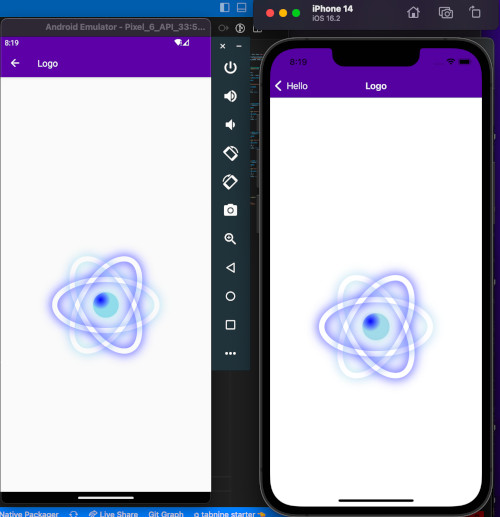 Android Emulator - Pixel_6_API_33:5...
8:19
Logo
iPhone 14
iOS 16.2
8:19
Hello
Logo
Native Packager
Live Share
Git Graph
tabnine starter